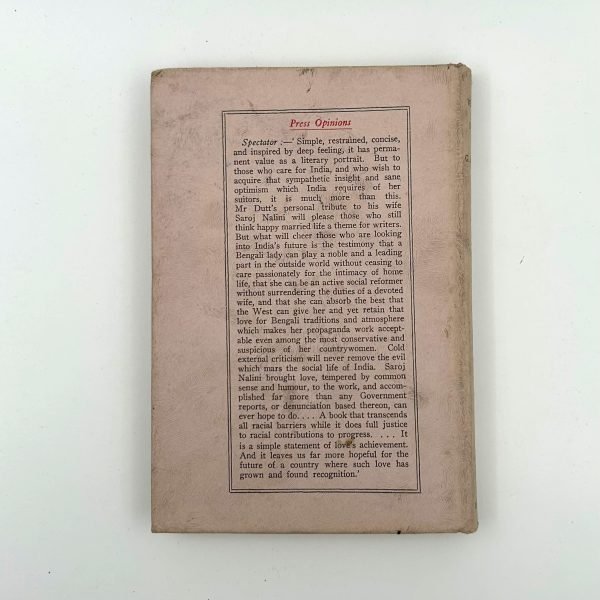 Press Opinions
Spectator :—' Simple, restrained, concise,
and inspired by deep feeling, it has perma-
nent value as a literary portrait. But to
those who care for India, and who wish to
acquire that sympathetic insight and sane
optimism which India requires of her
suitors, it is much more than this.
Mr Dutt's personal tribute to his wife
Saroj Nalini will please those who still
think happy married life a theme for writers.
But what will cheer those who are looking
into India's future is the testimony that a
Bengali lady can play a noble and a leading
part in the outside world without ceasing to
care passionately for the intimacy of home
life, that she can be an active social reformer
without surrendering the duties of a devoted
wife, and that she can absorb the best that
the West can give her and yet retain that
love for Bengali traditions and atmosphere
which makes her propaganda work accept-
able even among the most conservative and
suspicious of her countrywomen. Cold
external criticism will never remove the evil
which mars the social life of India. Saroj
Nalini brought love, tempered by common
sense and humour, to the work, and accom-
plished far more than any Government
reports, or denunciation based thereon, can
ever hope to do. . . . A book that transcends
all racial barriers while it does full justice
to racial contributions to progress. . . . It
is a simple statement of love's achievement.
And it leaves us far more hopeful for the
future of a country where such love has
grown and found recognition.'